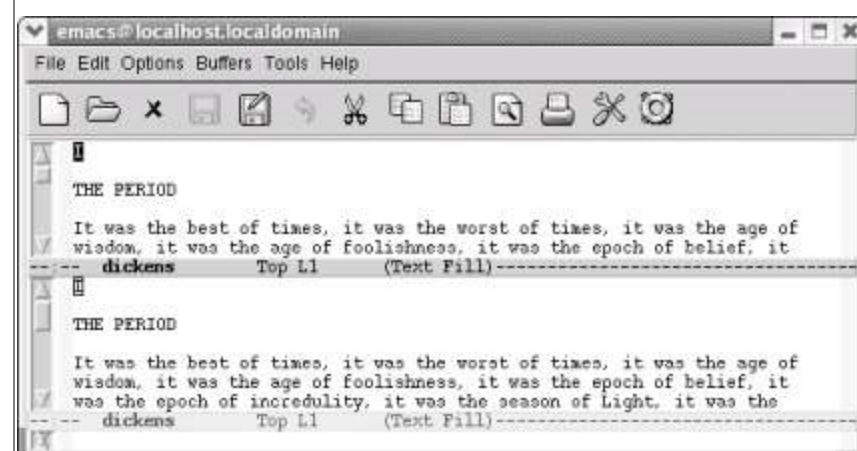 emacs@localhost.localdomain
File Edit Options Buffers Tools Help
I
THE PERIOD
It was the best of times, it was the worst of times, it was the age of
wisdom, it was the age of foolishness, it was the epoch of belief, it
--:-- dickens Top L1 (Text Fill)----------------------------------
I
THE PERIOD
It was the best of times, it was the worst of times, it was the age of
wisdom, it was the age of foolishness, it was the epoch of belief, it
was the epoch of incredulity, it was the season of Light, it was the
-- -- dickens Top L1 (Text Fill)----------------------------------